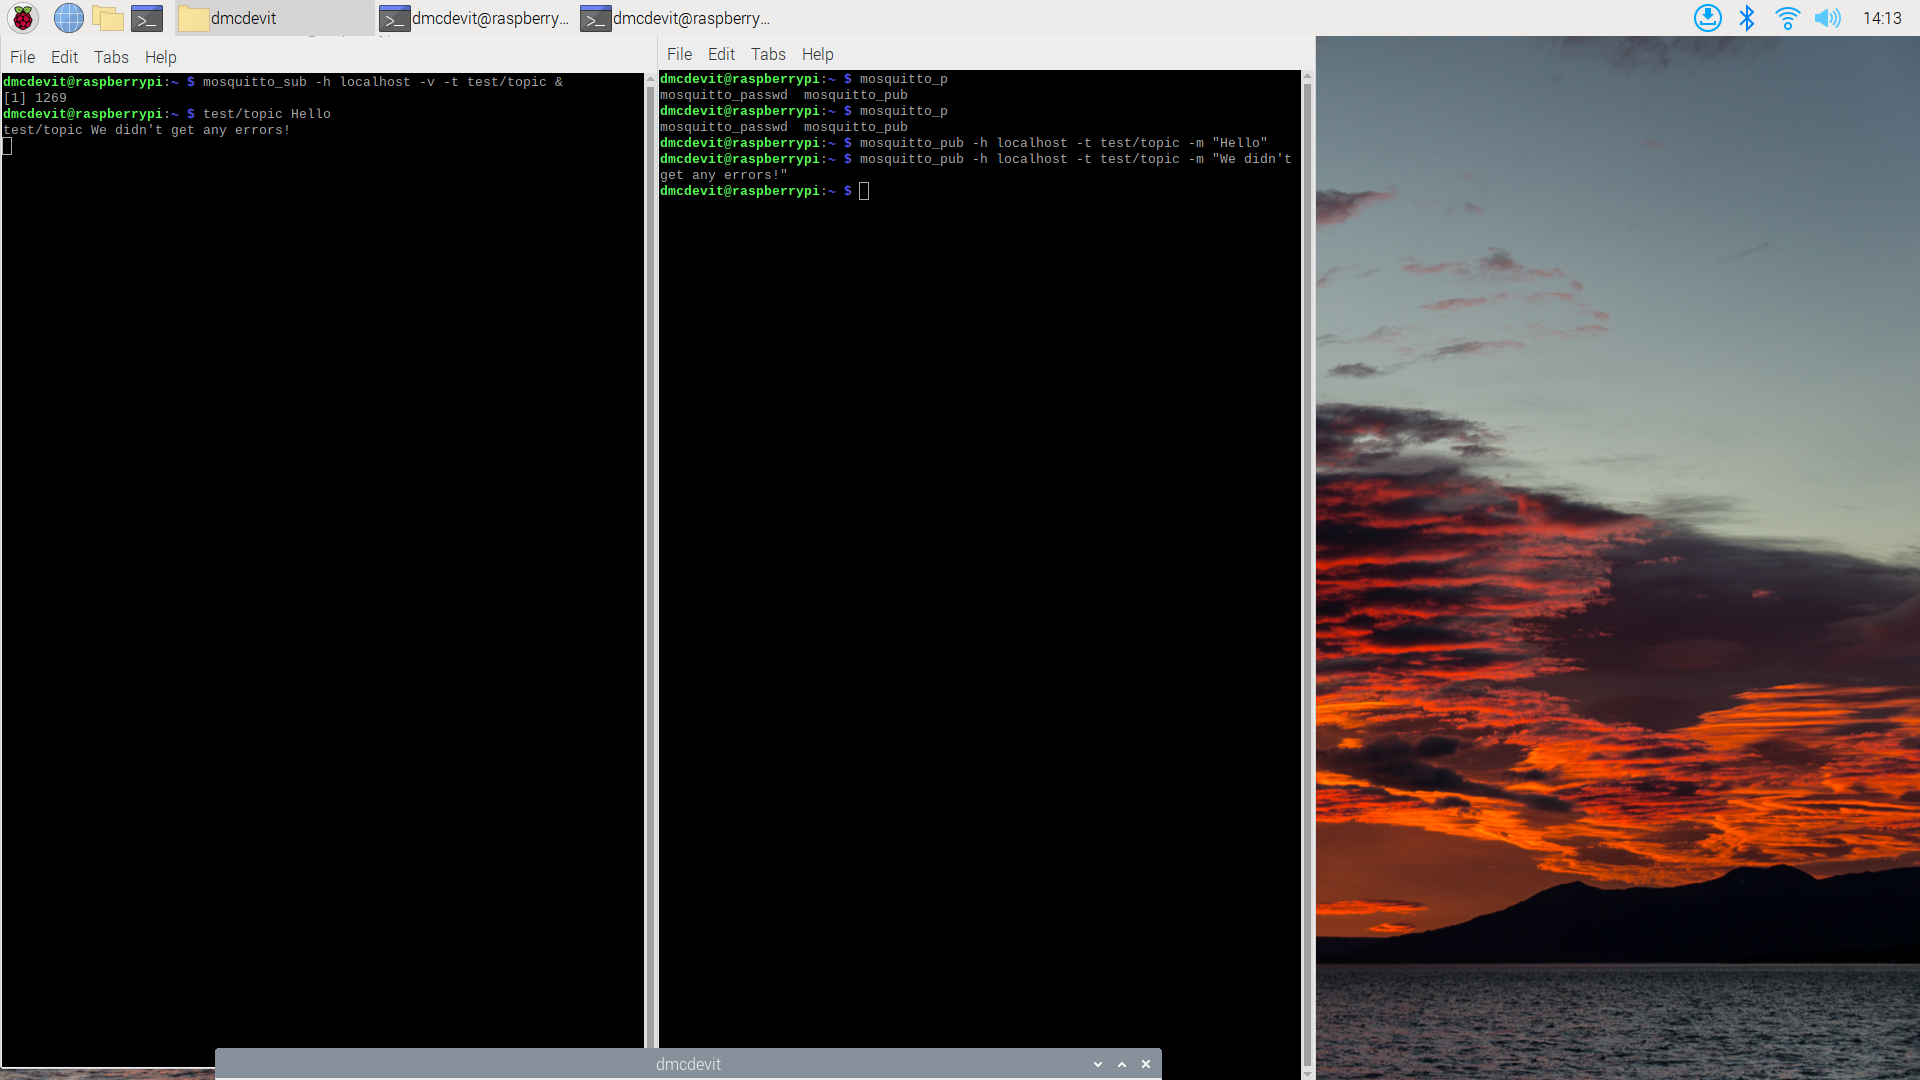 dmcdevit
dmcdevit@raspberry...
dmcdevit@raspberry...
14:13
File Edit Tabs Help
dmcdevit@raspberrypi:~ $ mosquitto_sub -h localhost -v -t test/topic &
[1] 1269
dmcdevit@raspberrypi:~ $ test/topic Hello
test/topic We didn't get any errors!
File Edit Tabs Help
dmcdevit@raspberrypi:~ $ mosquitto_p
mosquitto_passwd  mosquitto_pub
dmcdevit@raspberrypi:~ $ mosquitto_p
mosquitto_passwd  mosquitto_pub
dmcdevit@raspberrypi:~ $ mosquitto_pub -h localhost -t test/topic -m "Hello"
dmcdevit@raspberrypi:~ $ mosquitto_pub -h localhost -t test/topic -m "We didn't
get any errors!"
dmcdevit@raspberrypi:~ $
dmcdevit